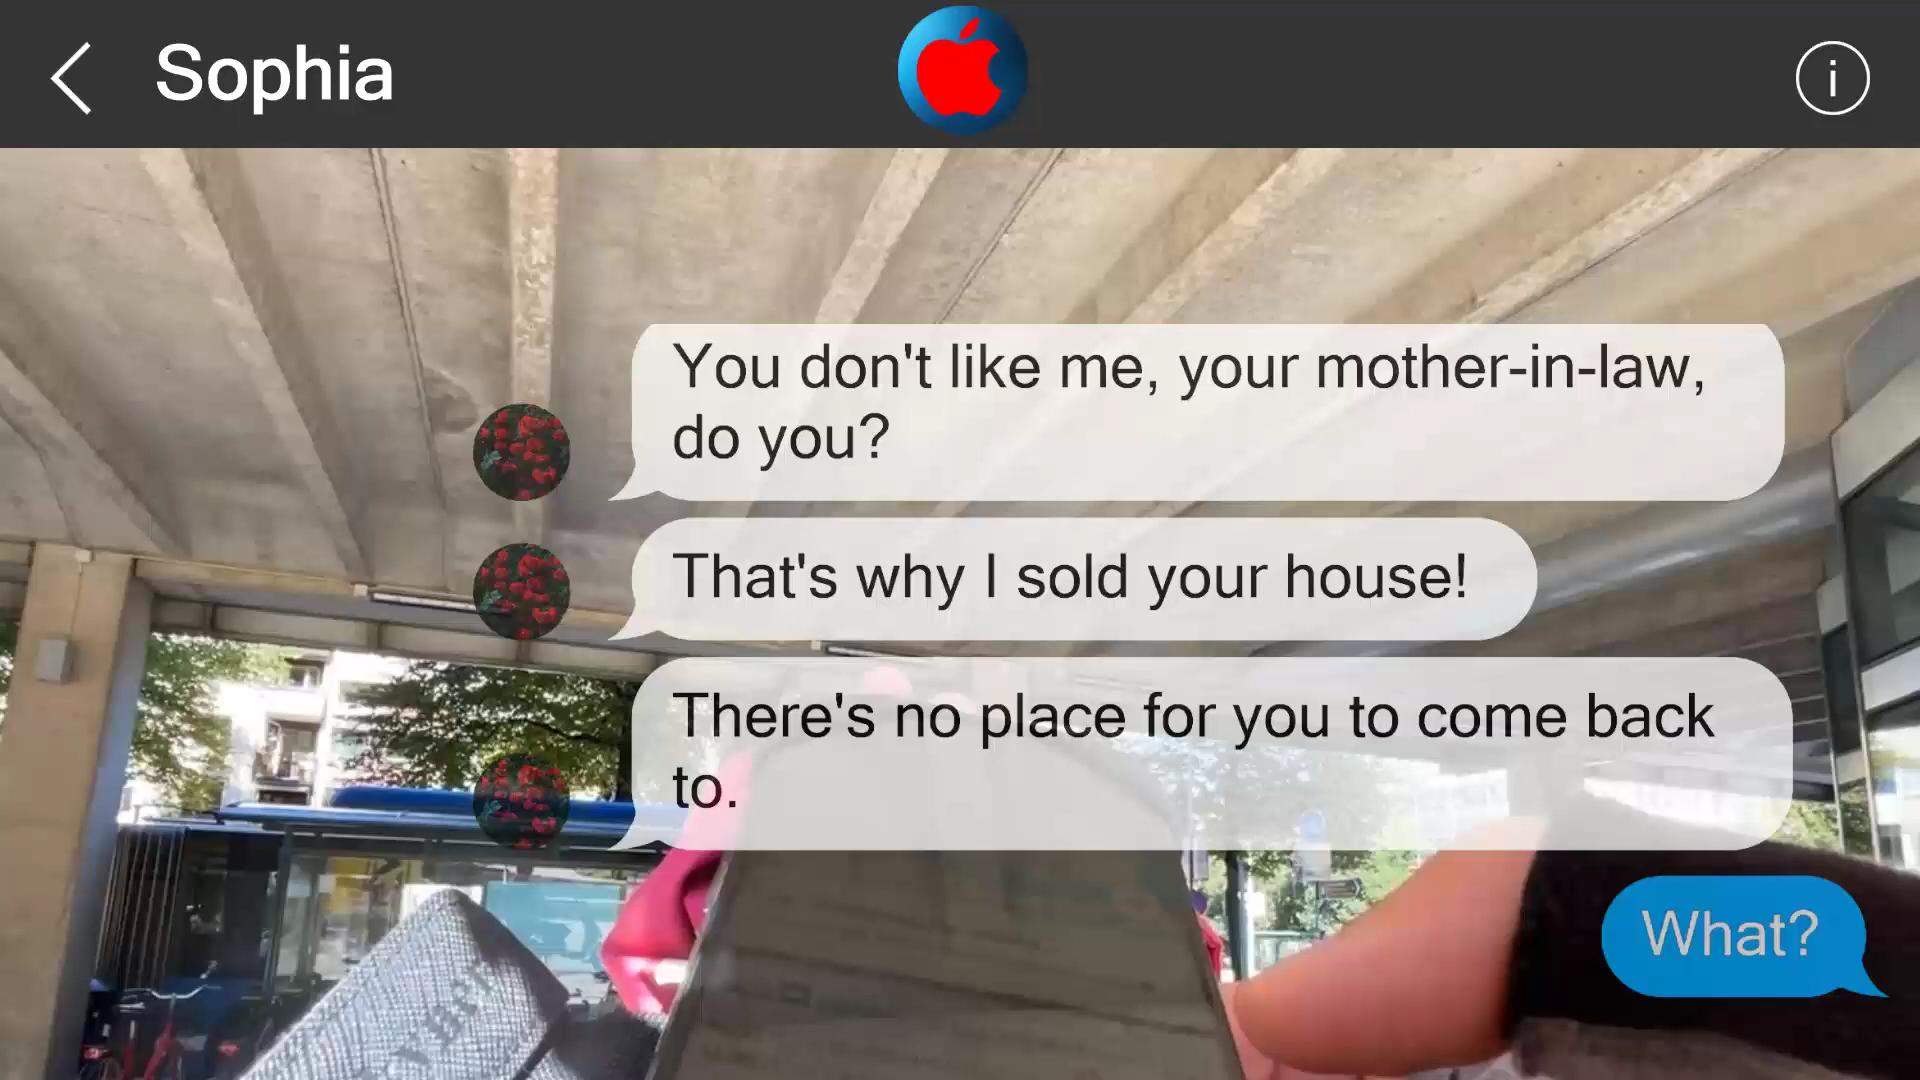 Sophia
i
You don't like me, your mother-in-law,
do you?
That's why I sold your house!
There's no place for you to come back
to.
What?